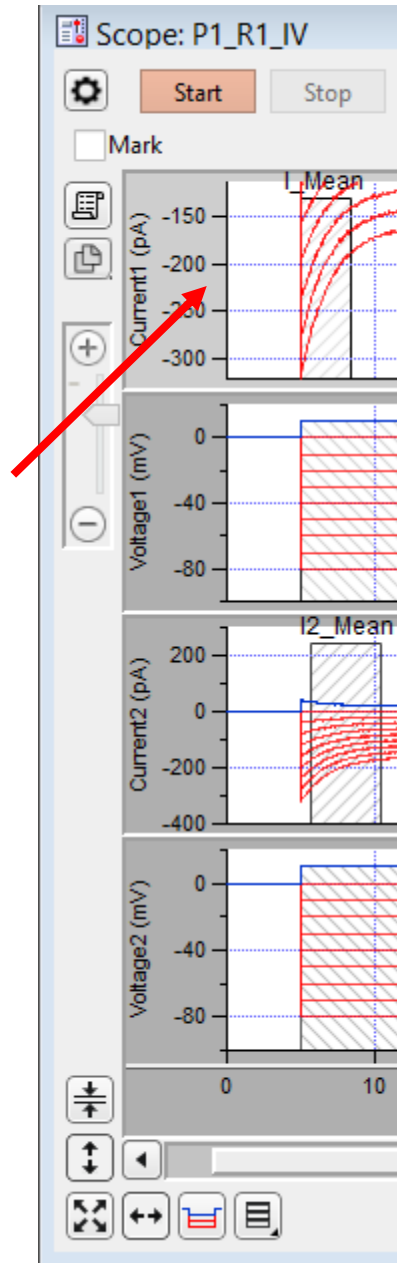 Scope: P1_R1_IV
Start Stop
Mark
I_Mean
Current1 (pA)
-150
-200
-250
-300
Voltage1 (mV)
0
-40
-80
I2_Mean
Current2 (pA)
200
0
-200
-400
Voltage2 (mV)
0
-40
-80
0 10